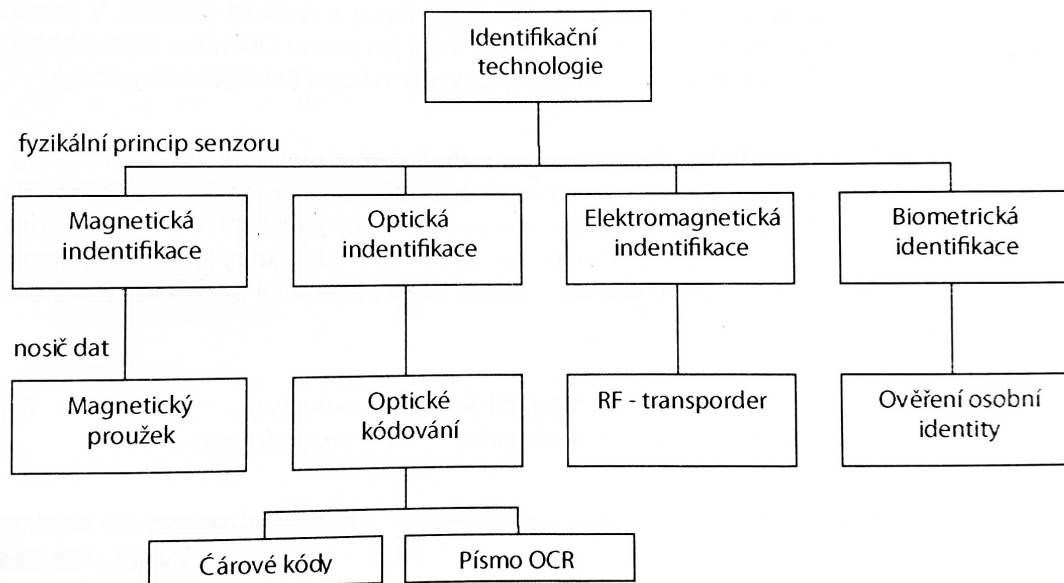 Identifikační
technologie
fyzikální princip senzoru
Magnetická
indentifikace
Optická
indentifikace
Elektromagnetická
indentifikace
Biometrická
identifikace
nosič dat
Magnetický
proužek
Optické
kódování
RF - transporder
Ověření osobní
identity
Čárové kódy
Písmo OCR